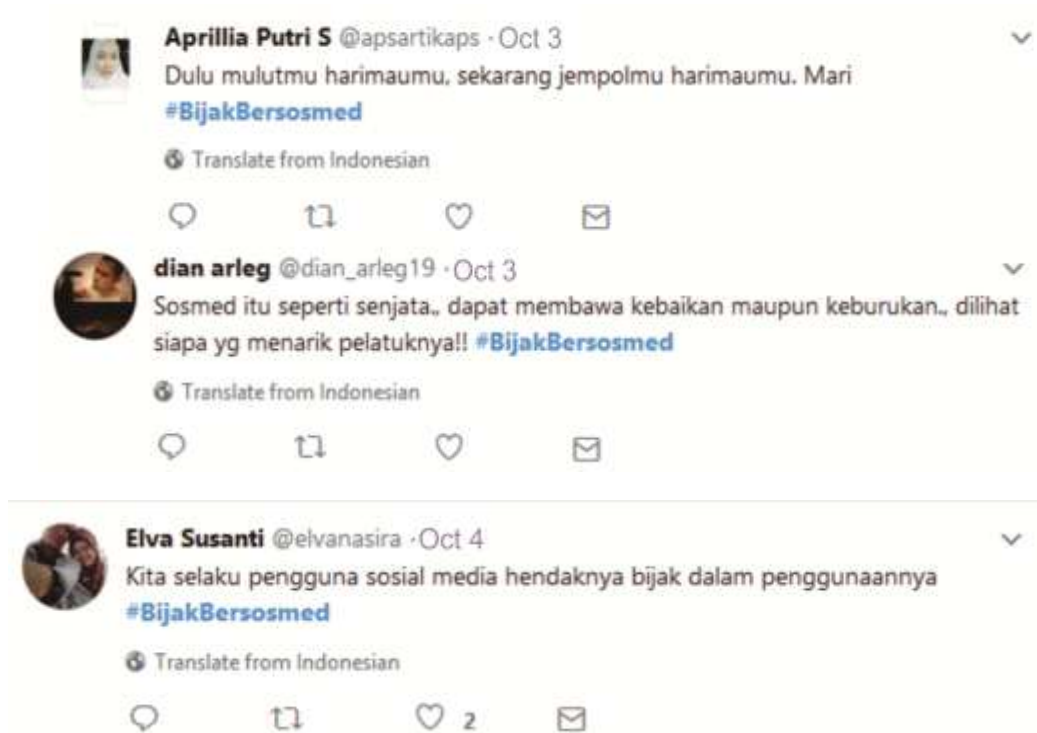 Aprillia Putri S @apsartikaps · Oct 3
Dulu mulutmu harimaumu, sekarang jempolmu harimaumu. Mari
#BijakBersosmed
Translate from Indonesian
dian arleg @dian_arleg19 · Oct 3
Sosmed itu seperti senjata,, dapat membawa kebaikan maupun keburukan,, dilihat
siapa yg menarik pelatuknya!! #BijakBersosmed
Translate from Indonesian
Elva Susanti @elvanasira · Oct 4
Kita selaku pengguna sosial media hendaknya bijak dalam penggunaannya
#BijakBersosmed
Translate from Indonesian
2